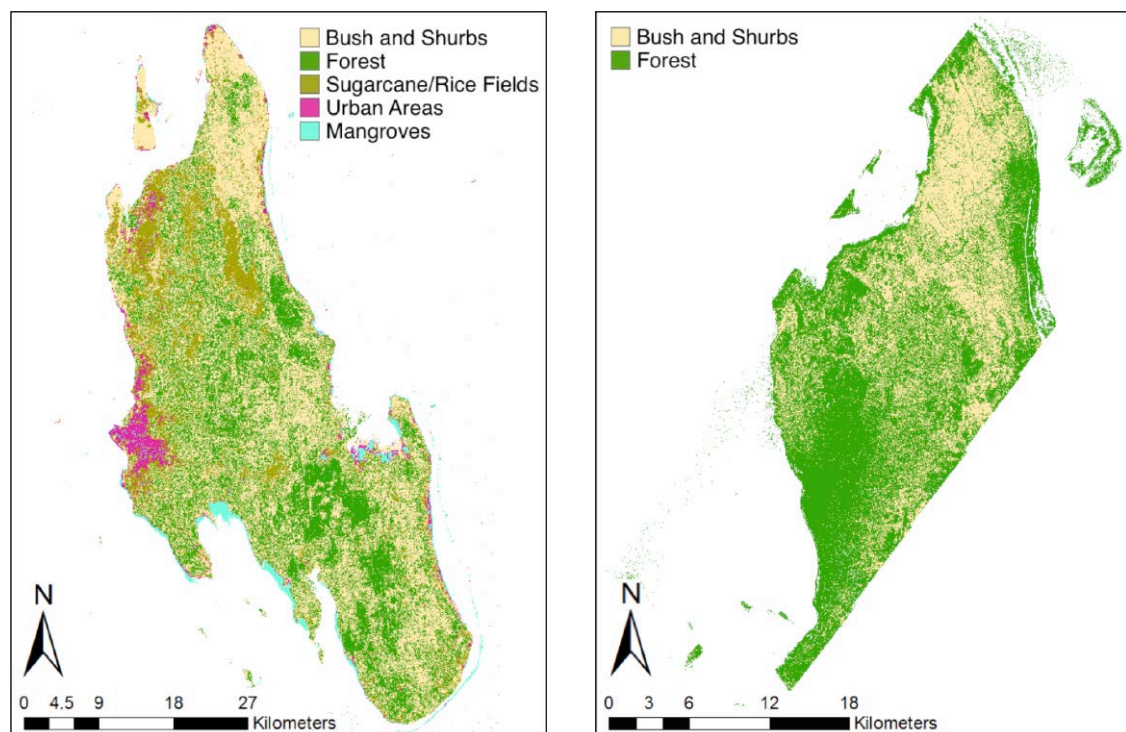 Bush and Shurbs
Forest
Sugarcane/Rice Fields
Urban Areas
Mangroves
N
0 4.5 9 18 27
Kilometers
Bush and Shurbs
Forest
N
0 3 6 12 18
Kilometers